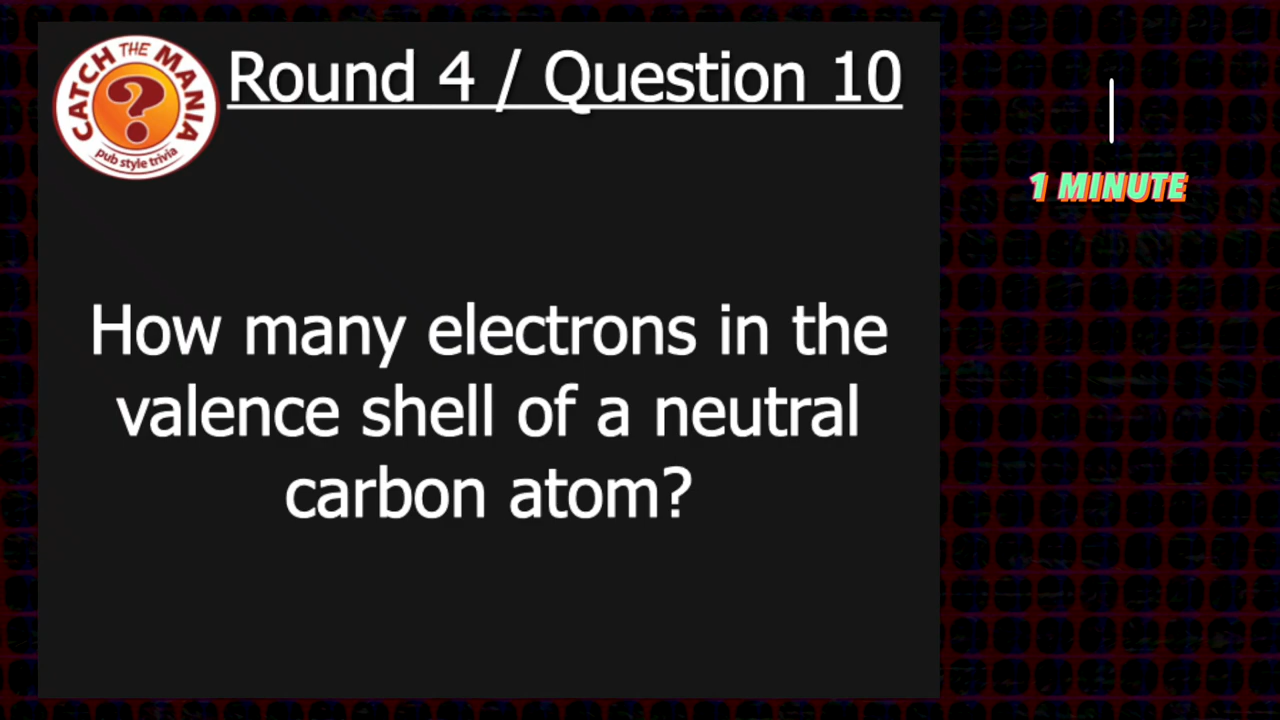 CATCH THE MANIA
?
pub style trivia
Round 4 / Question 10
1 MINUTE
How many electrons in the
valence shell of a neutral
carbon atom?